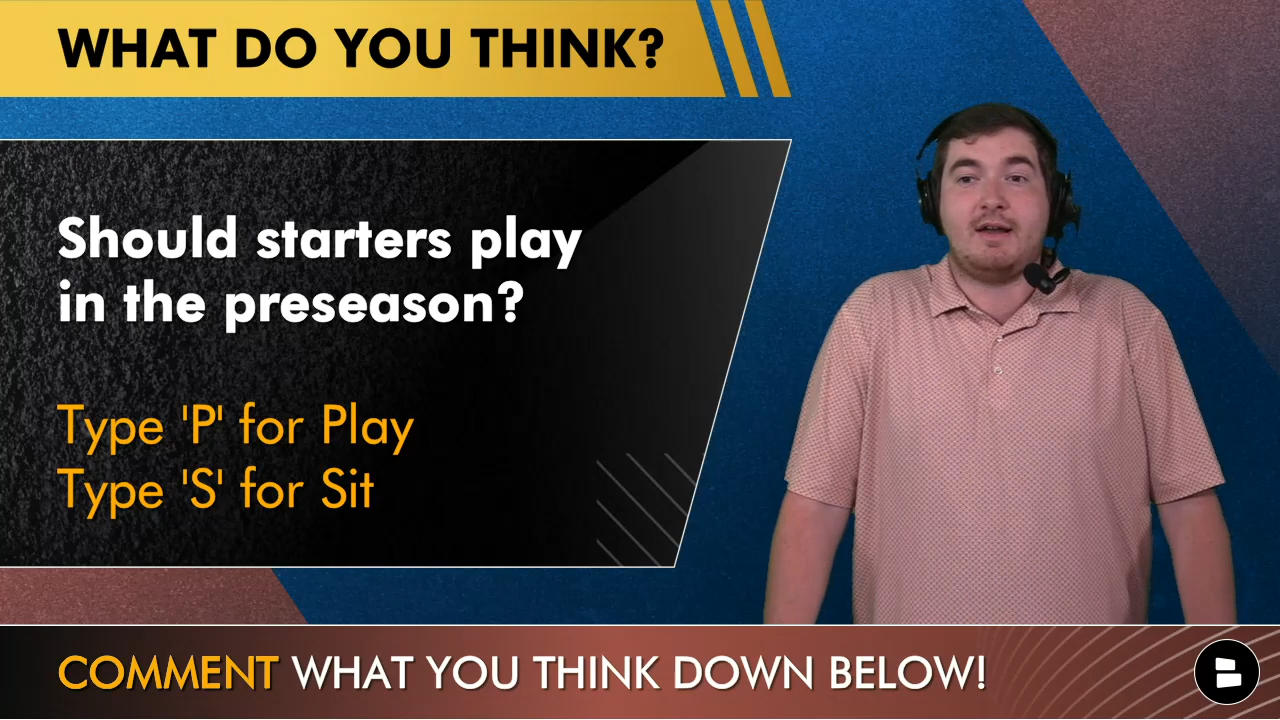 WHAT DO YOU THINK?
Should starters play
in the preseason?
Type 'P' for Play
Type 'S' for Sit
COMMENT WHAT YOU THINK DOWN BELOW!